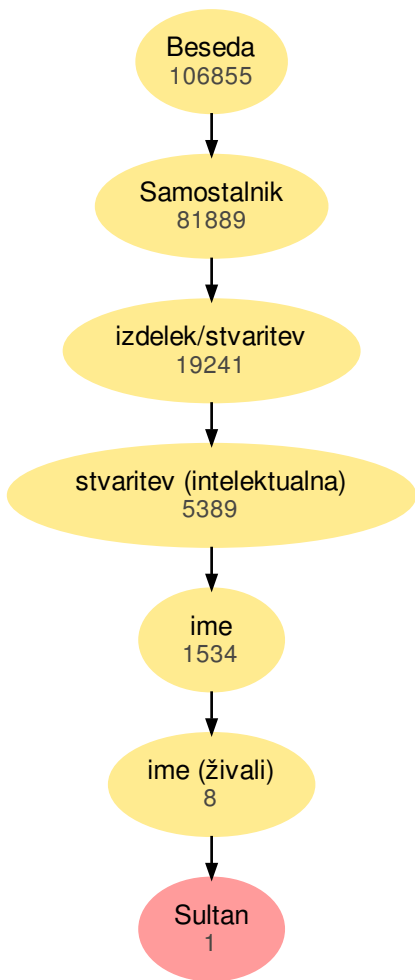 Beseda
106855
Samostalnik
81889
izdelek/stvaritev
19241
stvaritev (intelektualna)
5389
ime
1534
ime (živali)
8
Sultan
1